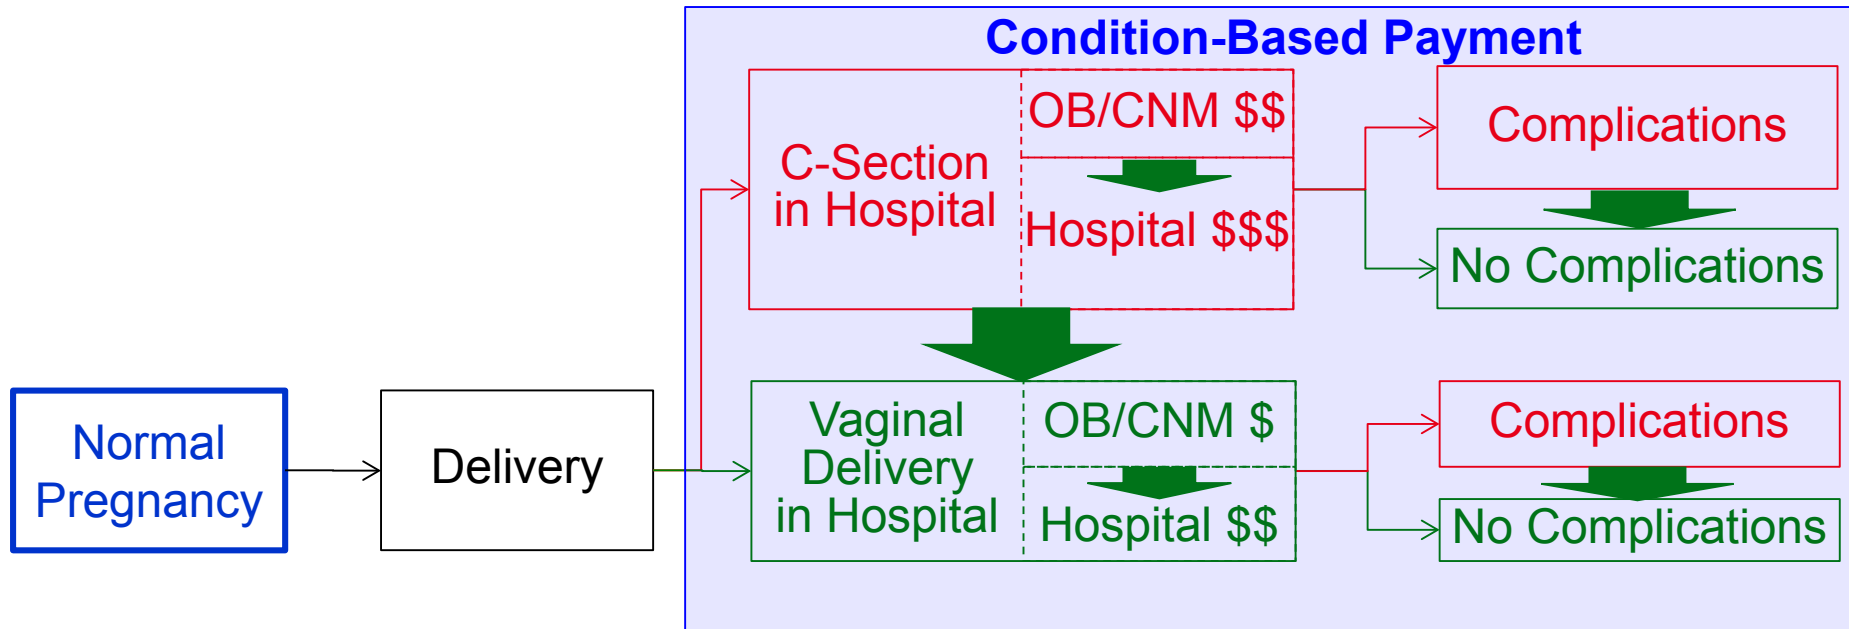 Condition-Based Payment
C-Section
in Hospital
OB/CNM $$
Hospital $$$
Complications
No Complications
Normal
Pregnancy
Delivery
Vaginal
Delivery
in Hospital
OB/CNM $
Hospital $$
Complications
No Complications